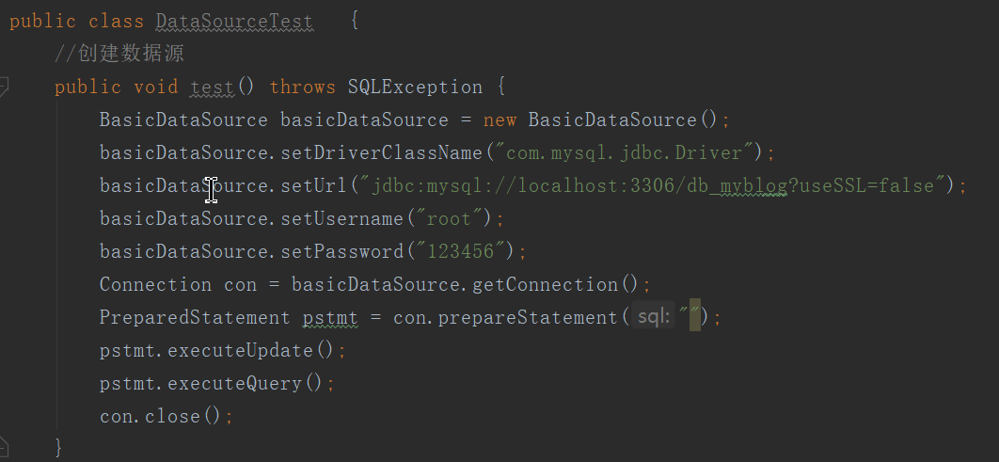 public class DataSourceTest {
//创建数据源
public void test() throws SQLException {
BasicDataSource basicDataSource = new BasicDataSource();
basicDataSource.setDriverClassName("com.mysql.jdbc.Driver");
basicDataSource.setUrl("jdbc:mysql://localhost:3306/db_myblog?useSSL=false");
basicDataSource.setUsername("root");
basicDataSource.setPassword("123456");
Connection con = basicDataSource.getConnection();
PreparedStatement pstmt = con.prepareStatement( sql: "");
pstmt.executeUpdate();
pstmt.executeQuery();
con.close();
}